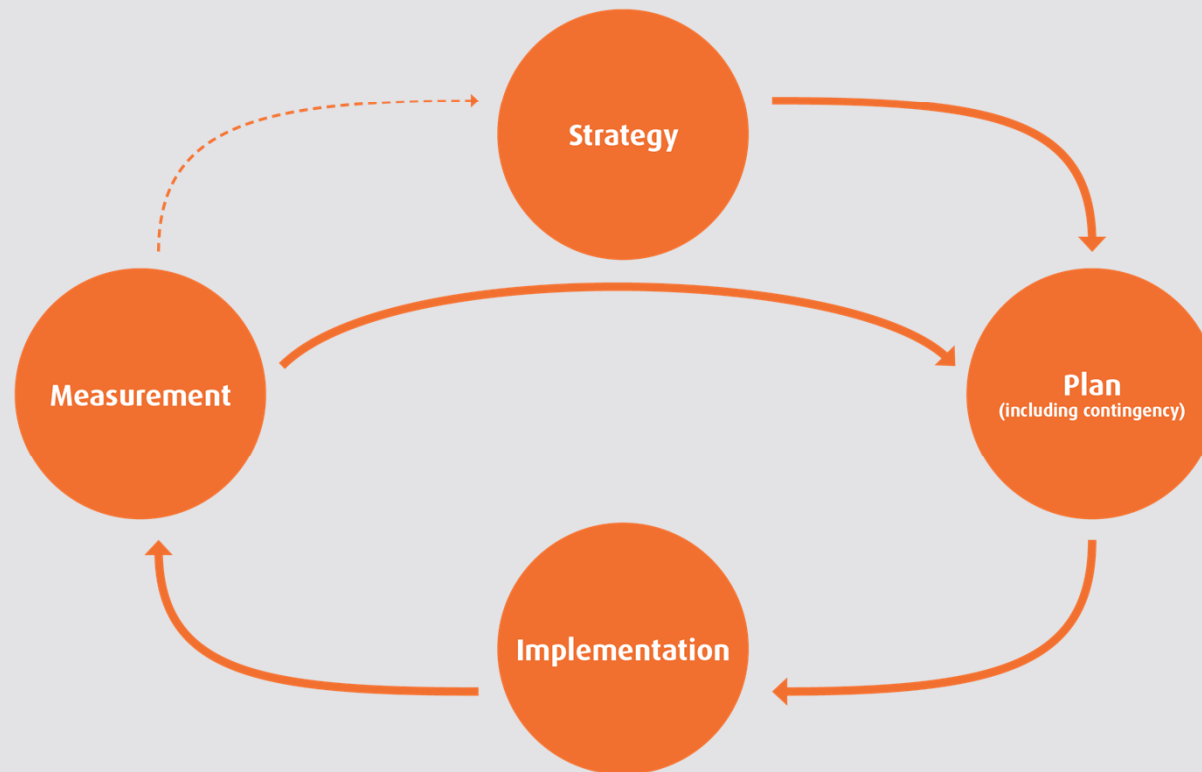 Strategy
Measurement
Plan
(including contingency)
Implementation